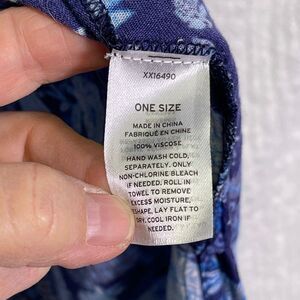 XX16490
ONE SIZE
MADE IN CHINA
FABRIQUÉ EN CHINE
100% VISCOSE
HAND WASH COLD,
SEPARATELY. ONLY
NON-CHLORINE BLEACH
IF NEEDED. ROLL IN
TOWEL TO REMOVE
EXCESS MOISTURE,
SHAPE, LAY FLAT TO
DRY. COOL IRON IF
NEEDED.